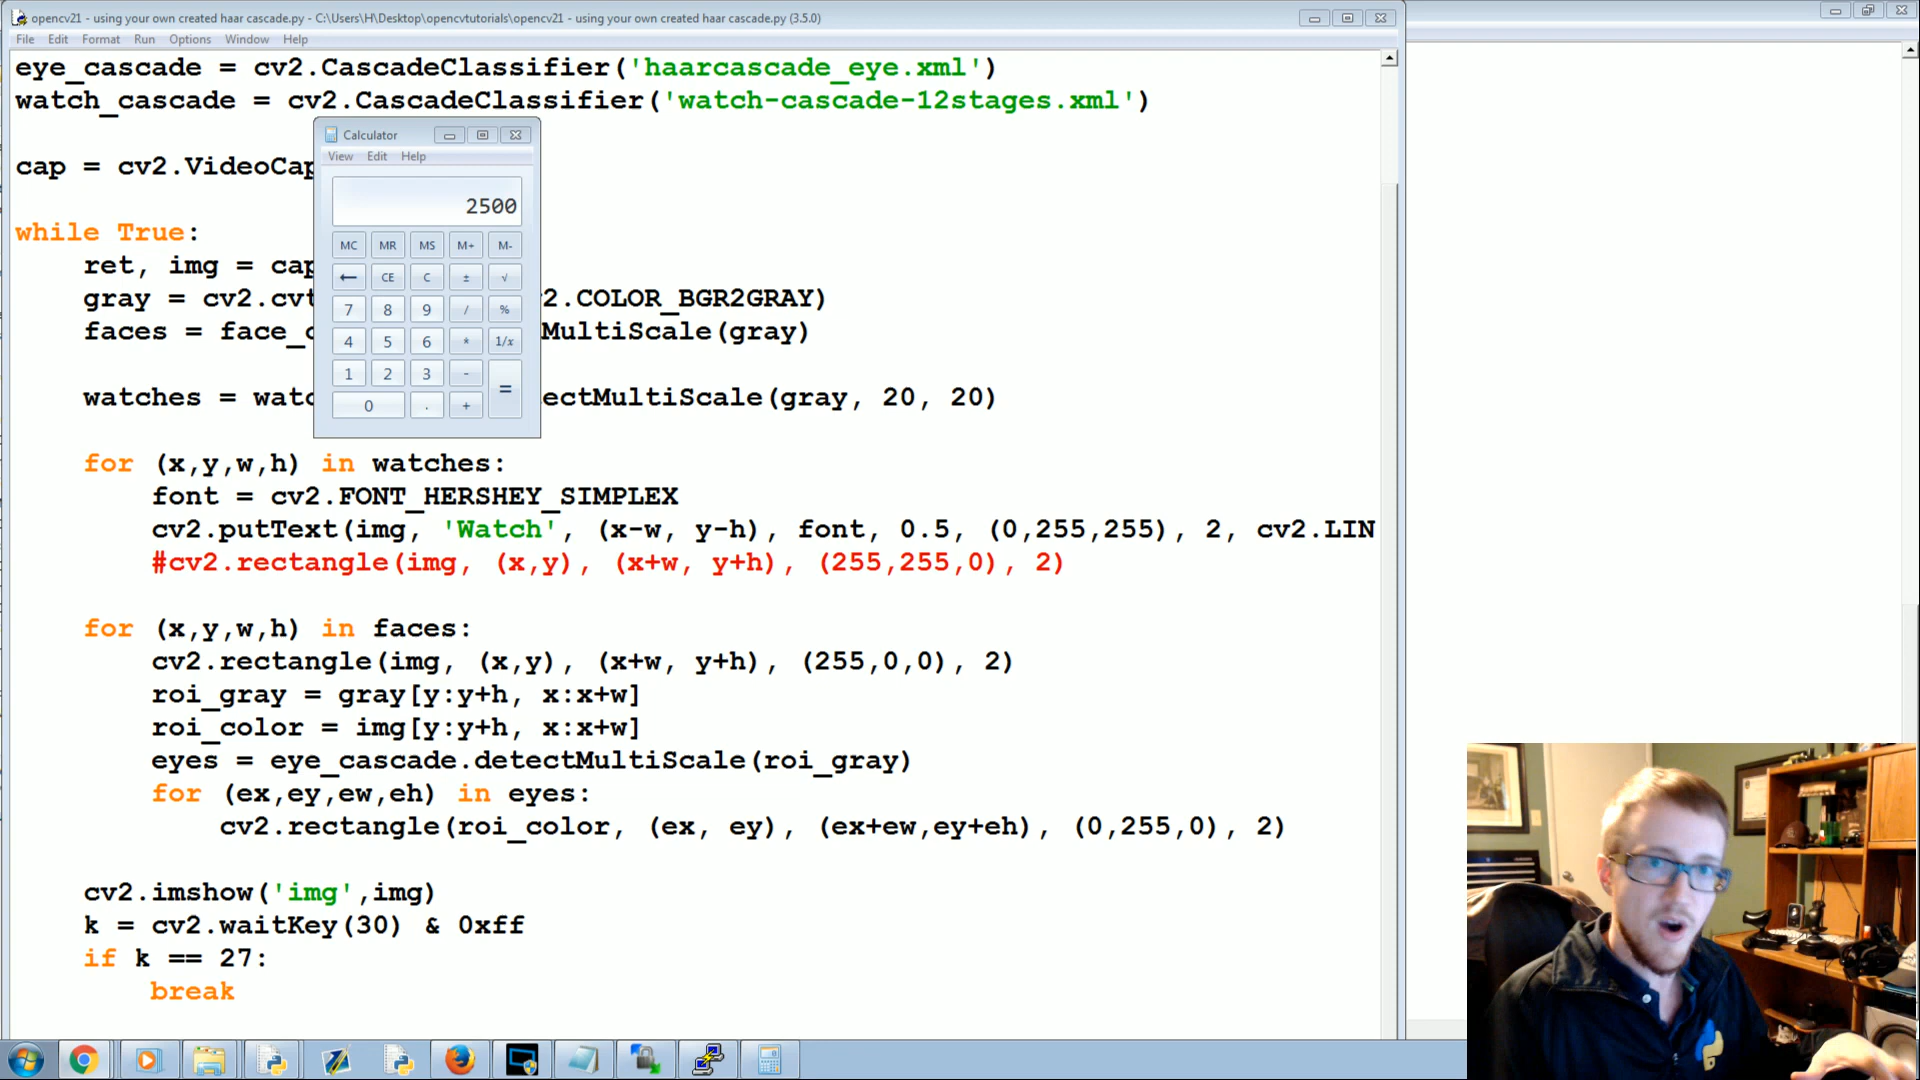 opencv21 - using your own created haar cascade.py - C:\Users\H\Desktop\opencvtutorials\opencv21 - using your own created haar cascade.py (3.5.0)
File Edit Format Run Options Window Help
eye_cascade = cv2.CascadeClassifier('haarcascade_eye.xml')
watch_cascade = cv2.CascadeClassifier('watch-cascade-12stages.xml')
Calculator
View Edit Help
2500
MC MR MS M+ M-
← CE C ± √
7 8 9 / %
4 5 6 * 1/x
1 2 3 - =
0 . +
cap = cv2.VideoCap
while True:
ret, img = cap
gray = cv2.cvt 2.COLOR_BGR2GRAY)
faces = face_c MultiScale(gray)
watches = watc ectMultiScale(gray, 20, 20)
for (x,y,w,h) in watches:
font = cv2.FONT_HERSHEY_SIMPLEX
cv2.putText(img, 'Watch', (x-w, y-h), font, 0.5, (0,255,255), 2, cv2.LIN
#cv2.rectangle(img, (x,y), (x+w, y+h), (255,255,0), 2)
for (x,y,w,h) in faces:
cv2.rectangle(img, (x,y), (x+w, y+h), (255,0,0), 2)
roi_gray = gray[y:y+h, x:x+w]
roi_color = img[y:y+h, x:x+w]
eyes = eye_cascade.detectMultiScale(roi_gray)
for (ex,ey,ew,eh) in eyes:
cv2.rectangle(roi_color, (ex, ey), (ex+ew,ey+eh), (0,255,0), 2)
cv2.imshow('img',img)
k = cv2.waitKey(30) & 0xff
if k == 27:
break